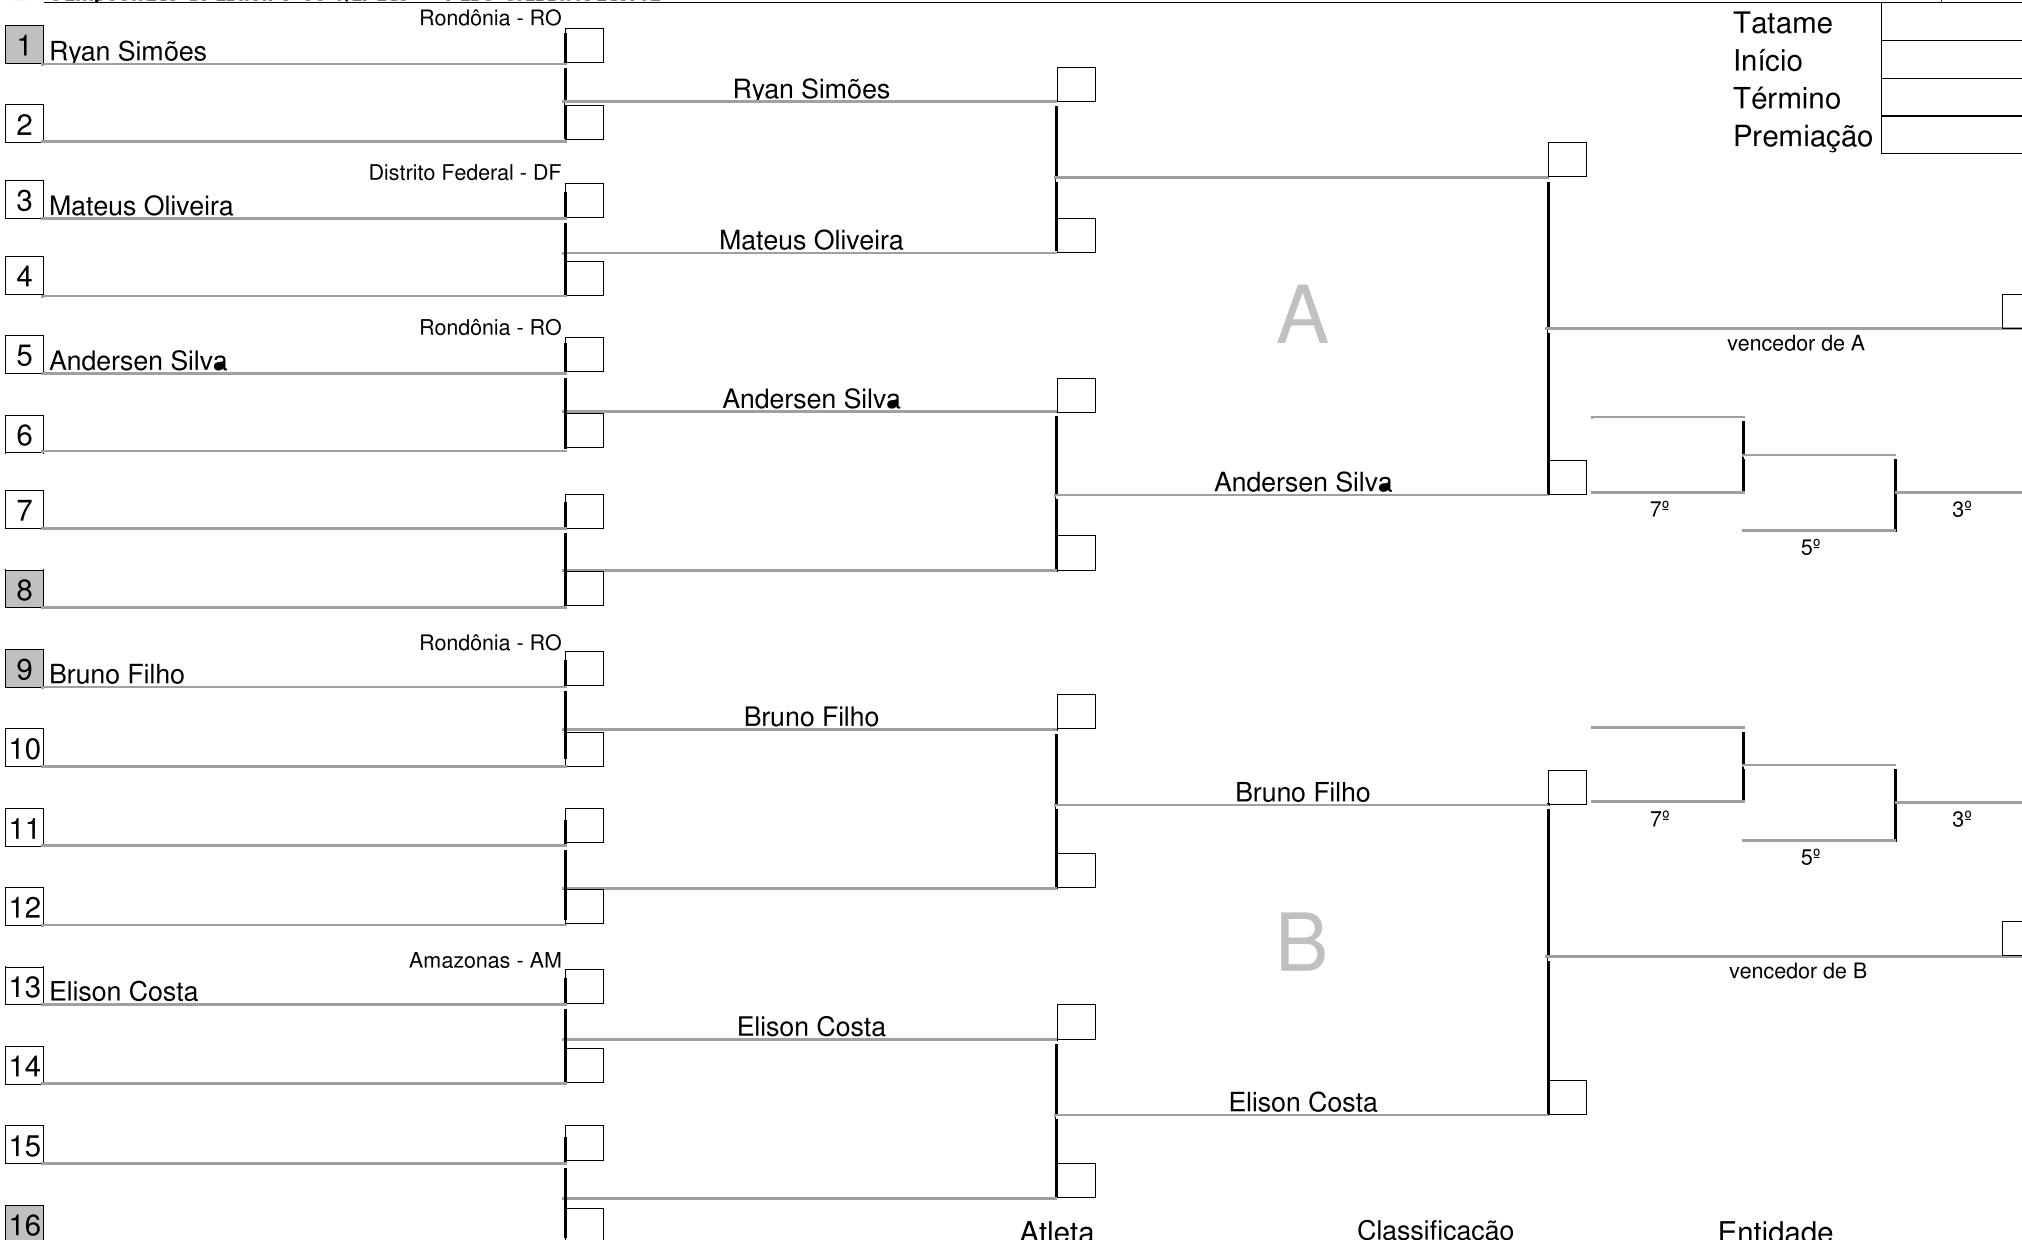 Rondônia - RO
Tatame
1 Ryan Simões
Início
Ryan Simões
Término
2
Premiação
Distrito Federal - DF
3 Mateus Oliveira
Mateus Oliveira
4
A
Rondônia - RO
vencedor de A
5 Andersen Silva
Andersen Silva
6
Andersen Silva
7
7º
3º
5º
8
Rondônia - RO
9 Bruno Filho
Bruno Filho
10
Bruno Filho
11
7º
3º
5º
12
B
Amazonas - AM
vencedor de B
13 Elison Costa
Elison Costa
14
Elison Costa
15
16
Atleta
Classificação
Entidade